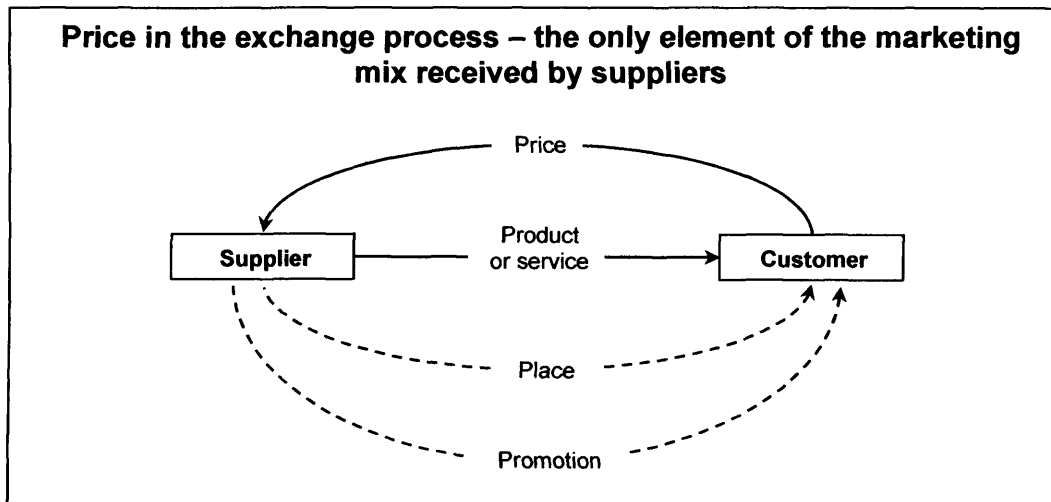 Price in the exchange process – the only element of the marketing
mix received by suppliers
Price
Supplier
Product
or service
Customer
Place
Promotion